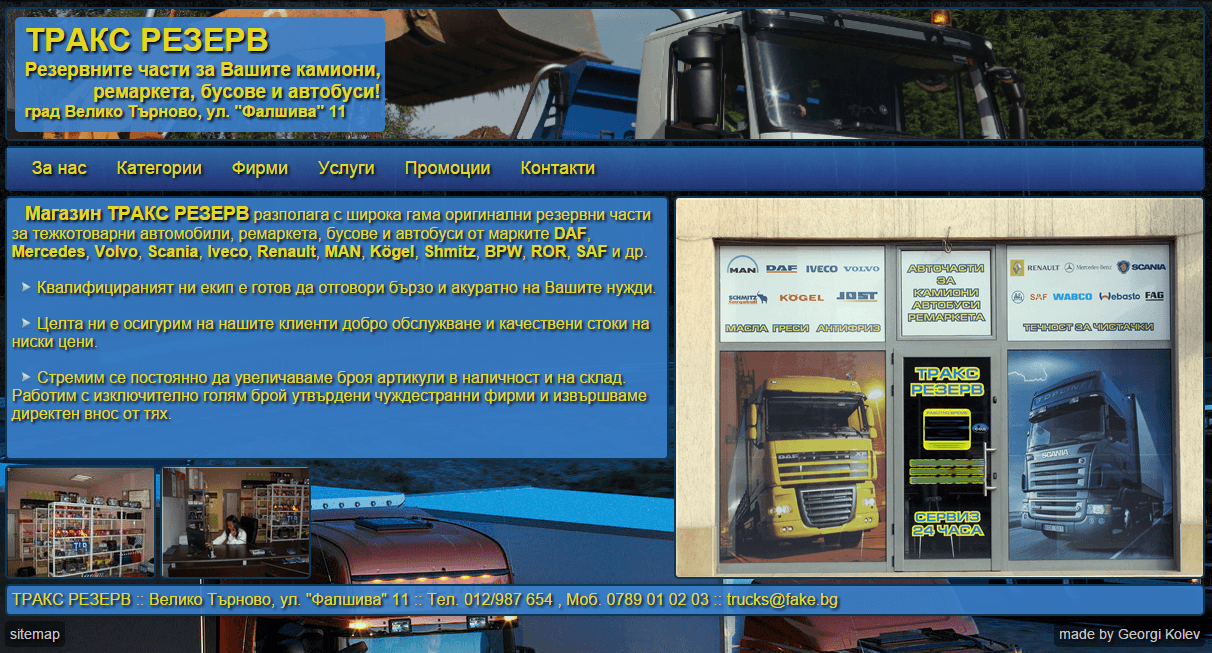 ТРАКС РЕЗЕРВ
Резервните части за Вашите камиони,
ремаркета, бусове и автобуси!
град Велико Търново, ул. "Фалшива" 11
За нас Категории Фирми Услуги Промоции Контакти
Магазин ТРАКС РЕЗЕРВ разполага с широка гама оригинални резервни части
за тежкотоварни автомобили, ремаркета, бусове и автобуси от марките DAF,
Mercedes, Volvo, Scania, Iveco, Renault, MAN, Kögel, Shmitz, BPW, ROR, SAF и др.
Квалифицираният ни екип е готов да отговори бързо и акуратно на Вашите нужди.
Целта ни е осигурим на нашите клиенти добро обслужване и качествени стоки на
ниски цени.
Стремим се постоянно да увеличаваме броя артикули в наличност и на склад.
Работим с изключително голям брой утвърдени чуждестранни фирми и извършваме
директен внос от тях.
MAN DAF IVECO VOLVO
SCHMITZ KÖGEL JOST
МАСЛА ГРЕСИ АНТИФРИЗ
АВТОЧАСТИ
ЗА
КАМИОНИ
АВТОБУСИ
РЕМАРКЕТА
RENAULT Mercedes-Benz SCANIA
SAF WABCO Webasto FAG
ТЕЧНОСТ ЗА ЧИСТАЧКИ
ТРАКС
РЕЗЕРВ
СЕРВИЗ
24 ЧАСА
DAF XF
SCANIA
ТРАКС РЕЗЕРВ :: Велико Търново, ул. "Фалшива" 11 :: Тел. 012/987 654 , Моб. 0789 01 02 03 :: trucks@fake.bg
sitemap
made by Georgi Kolev